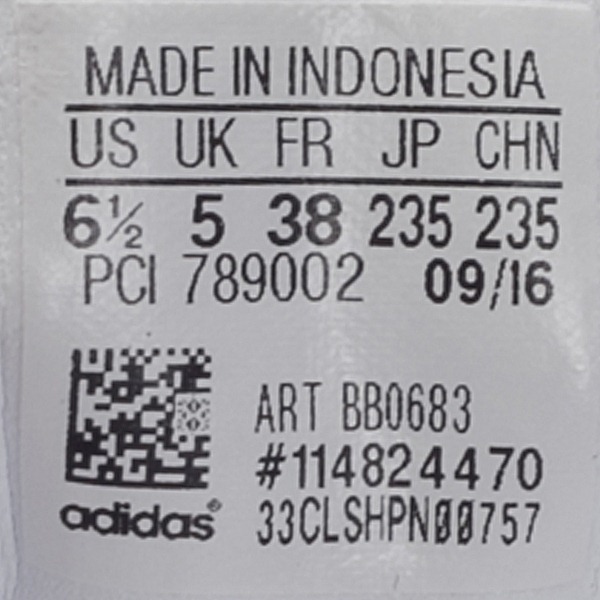 MADE IN INDONESIA
US UK FR JP CHN
6½ 5 38 235 235
PCI 789002 09/16
ART BB0683
#114824470
adidas® 33CLSHPN00757